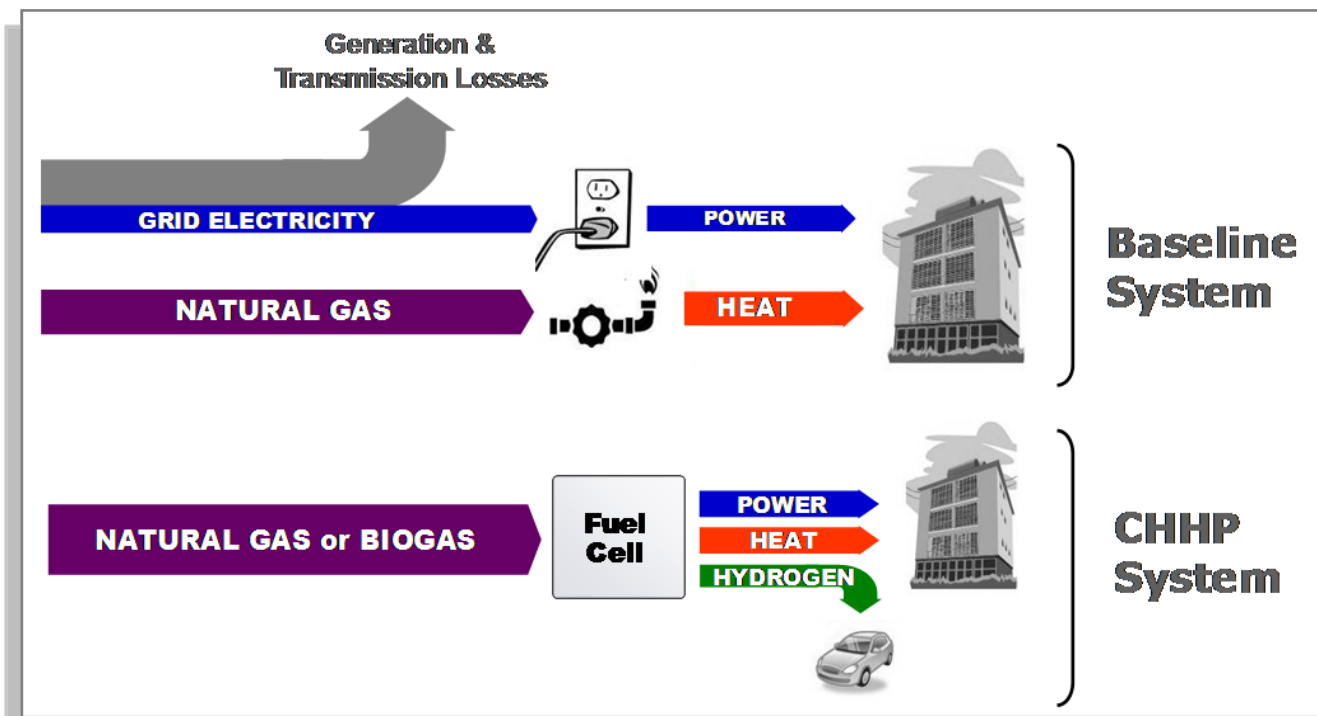 Generation &
Transmission Losses
GRID ELECTRICITY
POWER
NATURAL GAS
HEAT
Baseline
System
NATURAL GAS or BIOGAS
Fuel
Cell
POWER
HEAT
HYDROGEN
CHHP
System